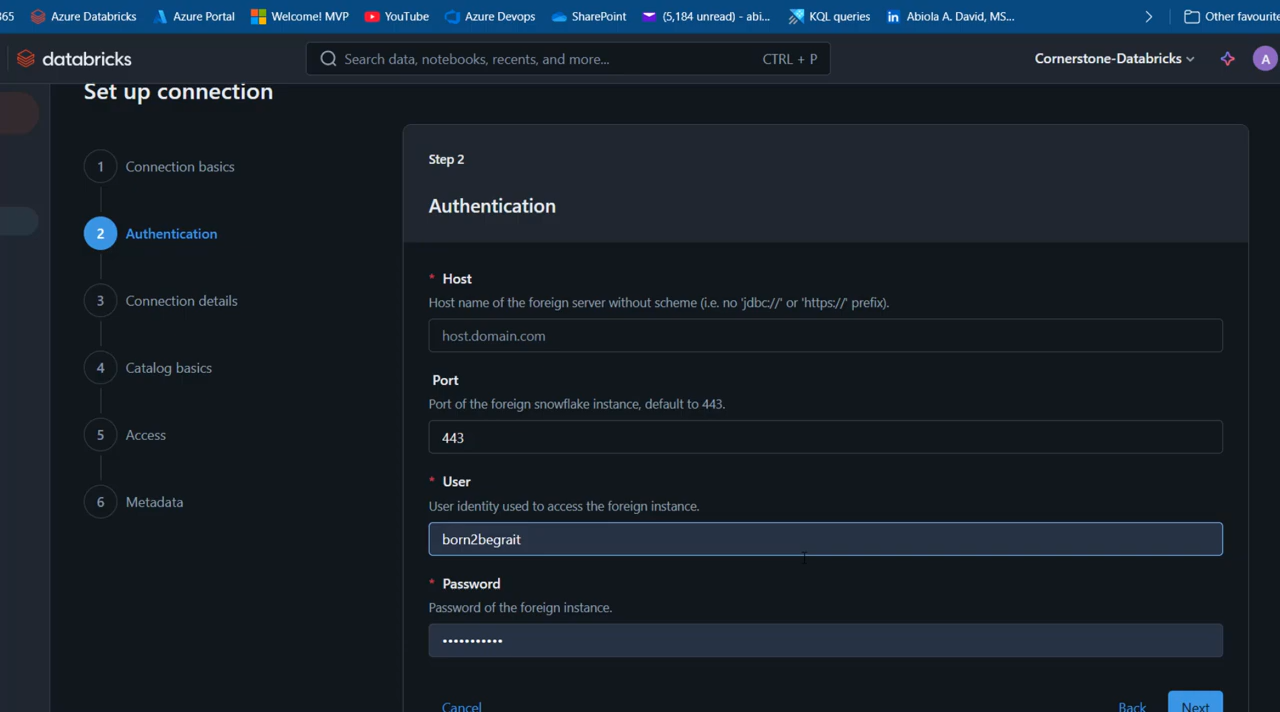 365 Azure Databricks Azure Portal Welcome! MVP YouTube Azure Devops SharePoint (5,184 unread) - abi... KQL queries Abiola A. David, MS... Other favourite
databricks Search data, notebooks, recents, and more... CTRL + P Cornerstone-Databricks A
Set up connection
1 Connection basics
2 Authentication
3 Connection details
4 Catalog basics
5 Access
6 Metadata
Step 2
Authentication
* Host
Host name of the foreign server without scheme (i.e. no 'jdbc://' or 'https://' prefix).
host.domain.com
Port
Port of the foreign snowflake instance, default to 443.
443
* User
User identity used to access the foreign instance.
born2begrait
* Password
Password of the foreign instance.
•••••••••••
Cancel Back Next